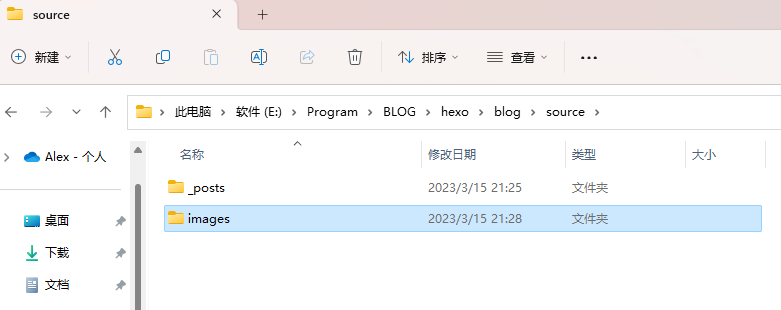 source
新建 排序 查看
此电脑 软件 (E:) Program BLOG hexo blog source
Alex - 个人
名称 修改日期 类型 大小
_posts 2023/3/15 21:25 文件夹
桌面
images 2023/3/15 21:28 文件夹
下载
文档